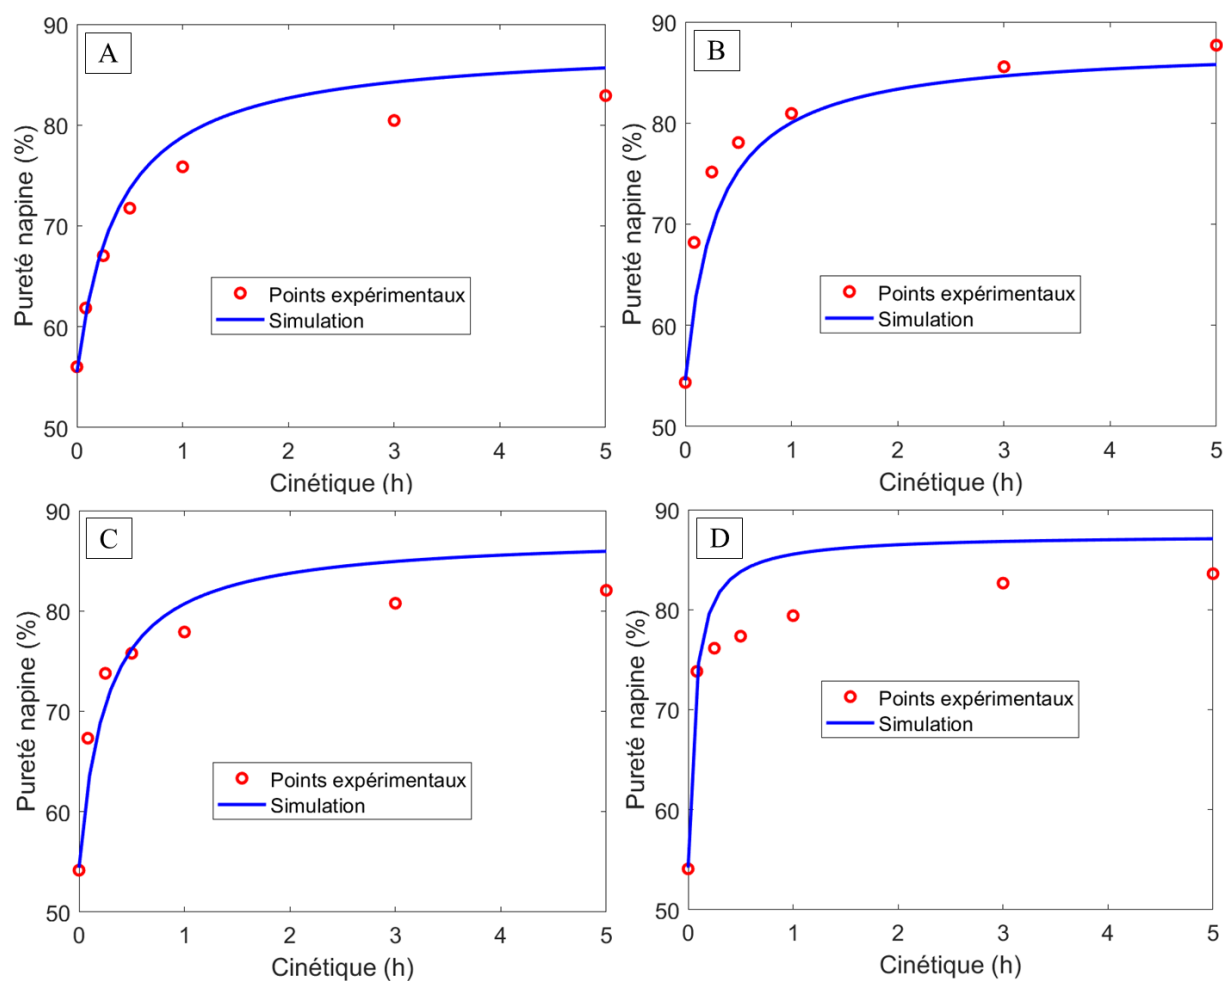 A
Pureté napine (%)
90
80
70
60
50
0
1
2
3
4
5
Cinétique (h)
Points expérimentaux
Simulation
B
Pureté napine (%)
90
80
70
60
50
0
1
2
3
4
5
Cinétique (h)
Points expérimentaux
Simulation
C
Pureté napine (%)
90
80
70
60
50
0
1
2
3
4
5
Cinétique (h)
Points expérimentaux
Simulation
D
Pureté napine (%)
90
80
70
60
50
0
1
2
3
4
5
Cinétique (h)
Points expérimentaux
Simulation